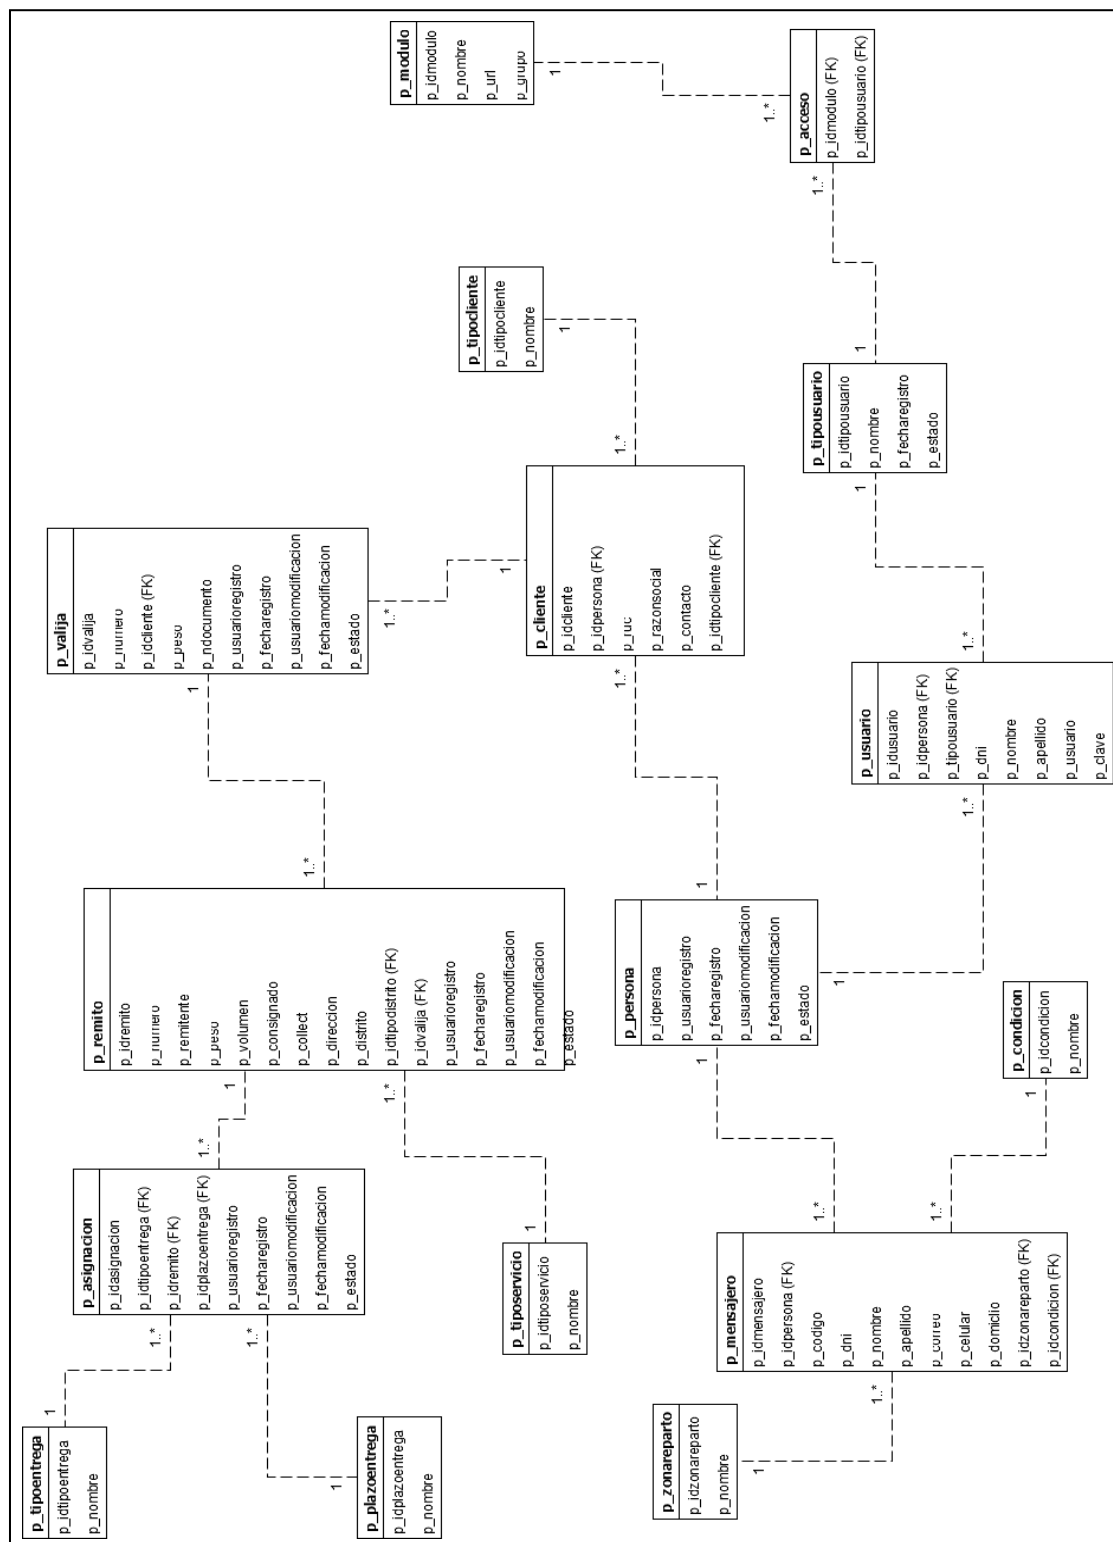 p_tipoentrega
p_idtipoentrega
p_nombre
1
1..*
p_plazoentrega
p_idplazoentrega
p_nombre
1
1..*
p_asignacion
p_idasignacion
p_idtipoentrega (FK)
p_idremito (FK)
p_idplazoentrega (FK)
p_usuarioregistro
p_fecharegistro
p_usuariomodificacion
p_fechamodificacion
p_estado
1..*
1
p_tiposervicio
p_idtiposervicio
p_nombre
1
1..*
p_remito
p_idremito
p_numero
p_remitente
p_peso
p_volumen
p_consignado
p_collect
p_direccion
p_distrito
p_idtipodistrito (FK)
p_idvalija (FK)
p_usuarioregistro
p_fecharegistro
p_usuariomodificacion
p_fechamodificacion
p_estado
1..*
1
p_valija
p_idvalija
p_numero
p_idcliente (FK)
p_peso
p_ndocumento
p_usuarioregistro
p_fecharegistro
p_usuariomodificacion
p_fechamodificacion
p_estado
1..*
1
p_cliente
p_idcliente
p_idpersona (FK)
p_ruc
p_razonsocial
p_contacto
p_idtipocliente (FK)
1..*
1..*
1
p_tipocliente
p_idtipocliente
p_nombre
p_modulo
p_idmodulo
p_nombre
p_url
p_grupo
1
1..*
p_acceso
p_idmodulo (FK)
p_idtipousuario (FK)
1..*
1
p_tipousuario
p_idtipousuario
p_nombre
p_fecharegistro
p_estado
1
1..*
p_usuario
p_idusuario
p_idpersona (FK)
p_tipousuario (FK)
p_dni
p_nombre
p_apellido
p_usuario
p_clave
1..*
p_persona
p_idpersona
p_usuarioregistro
p_fecharegistro
p_usuariomodificacion
p_fechamodificacion
p_estado
1
1
1
p_condicion
p_idcondicion
p_nombre
1
1..*
1..*
p_mensajero
p_idmensajero
p_idpersona (FK)
p_codigo
p_dni
p_nombre
p_apellido
p_correo
p_celular
p_domicilio
p_idzonareparto (FK)
p_idcondicion (FK)
1..*
1
p_zonareparto
p_idzonareparto
p_nombre